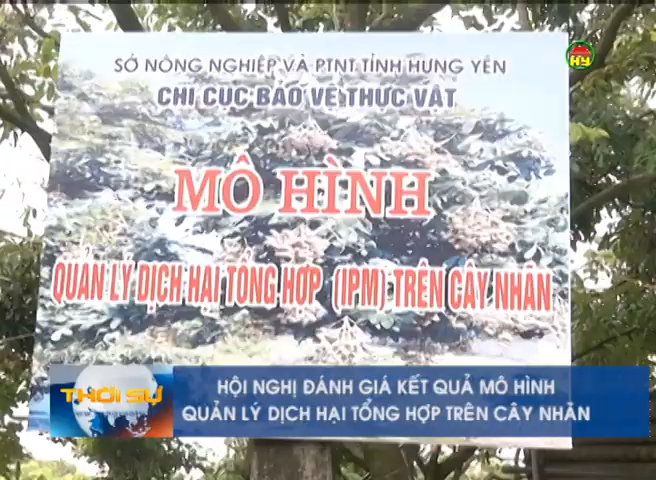 SỞ NÔNG NGHIỆP VÀ PTNT TỈNH HƯNG YÊN
CHI CỤC BẢO VỆ THỰC VẬT
HY
MÔ HÌNH
QUẢN LÝ DỊCH HẠI TỔNG HỢP (IPM) TRÊN CÂY NHÃN
THỜI SỰ
HỘI NGHỊ ĐÁNH GIÁ KẾT QUẢ MÔ HÌNH
QUẢN LÝ DỊCH HẠI TỔNG HỢP TRÊN CÂY NHÃN